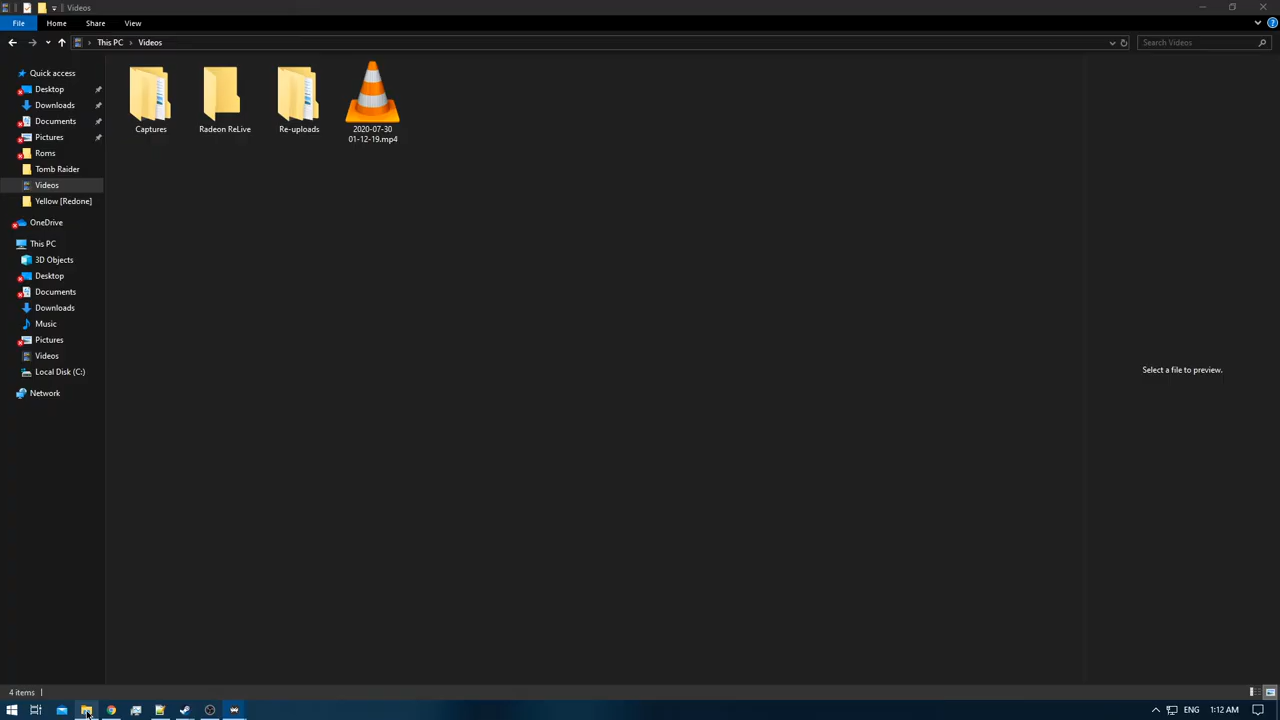 Videos
File Home Share View
This PC Videos Search Videos
Quick access
Desktop
Downloads
Documents
Pictures
Roms
Tomb Raider
Videos
Yellow [Redone]
OneDrive
This PC
3D Objects
Desktop
Documents
Downloads
Music
Pictures
Videos
Local Disk (C:)
Network
Captures
Radeon ReLive
Re-uploads
2020-07-30
01-12-19.mp4
Select a file to preview.
4 items
ENG 1:12 AM